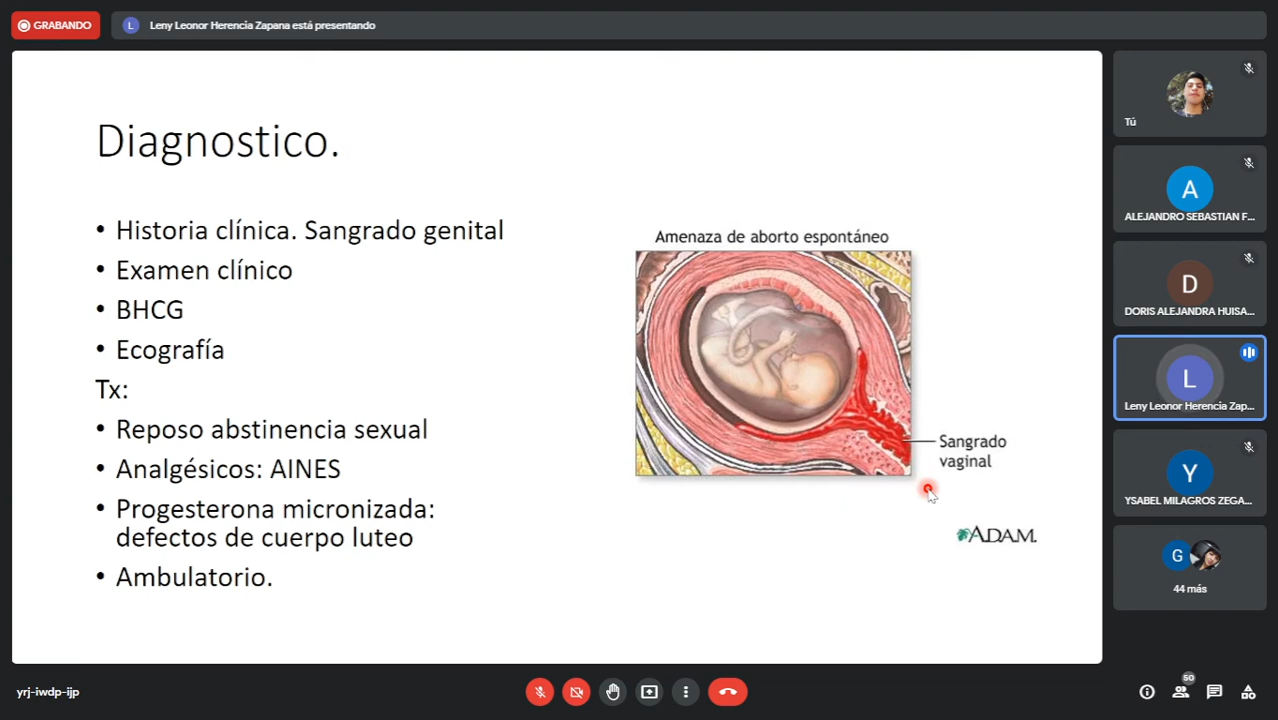 GRABANDO
L
Leny Leonor Herencia Zapana está presentando
Diagnostico.
• Historia clínica. Sangrado genital
• Examen clínico
• BHCG
• Ecografía
Tx:
• Reposo abstinencia sexual
• Analgésicos: AINES
• Progesterona micronizada:
defectos de cuerpo luteo
• Ambulatorio.
Amenaza de aborto espontáneo
Sangrado
vaginal
ADAM.
Tú
A
ALEJANDRO SEBASTIAN F...
D
DORIS ALEJANDRA HUISA...
L
Leny Leonor Herencia Zap...
Y
YSABEL MILAGROS ZEGA...
G
44 más
yrj-iwdp-ijp
50